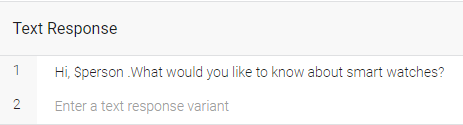 Text Response
1 Hi, $person .What would you like to know about smart watches?
2 Enter a text response variant